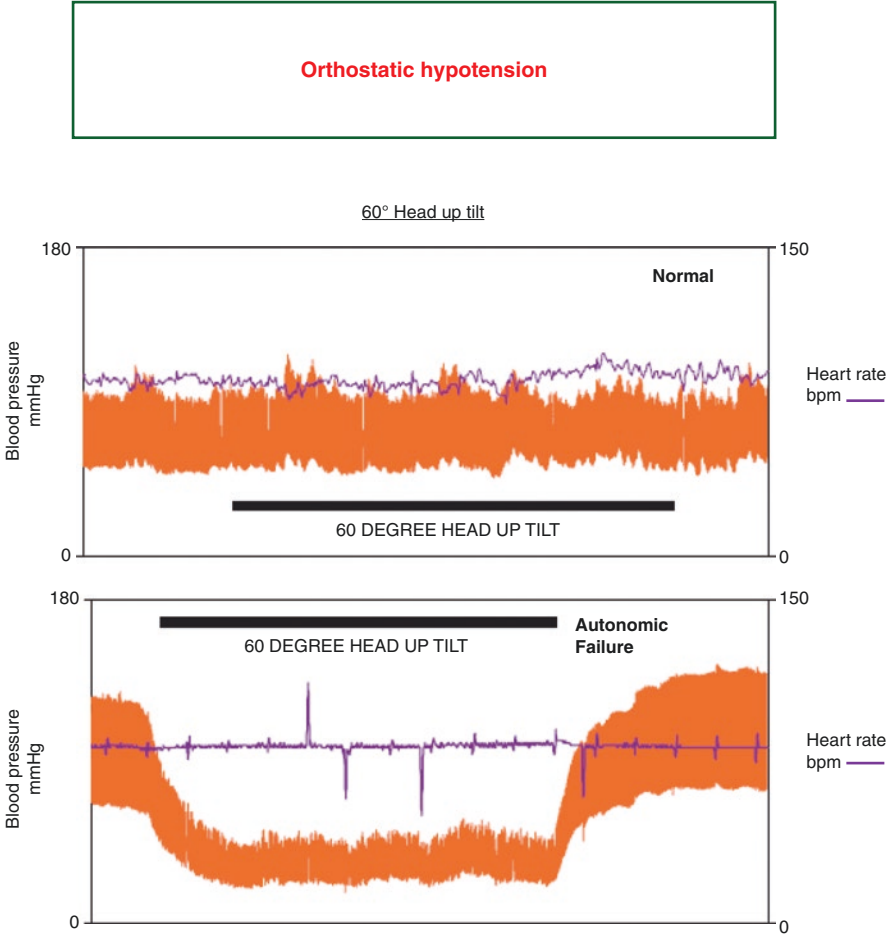 Orthostatic hypotension
60° Head up tilt
180
150
Normal
Blood pressure
mmHg
Heart rate
bpm
60 DEGREE HEAD UP TILT
0
0
180
150
60 DEGREE HEAD UP TILT
Autonomic
Failure
Blood pressure
mmHg
Heart rate
bpm
0
0